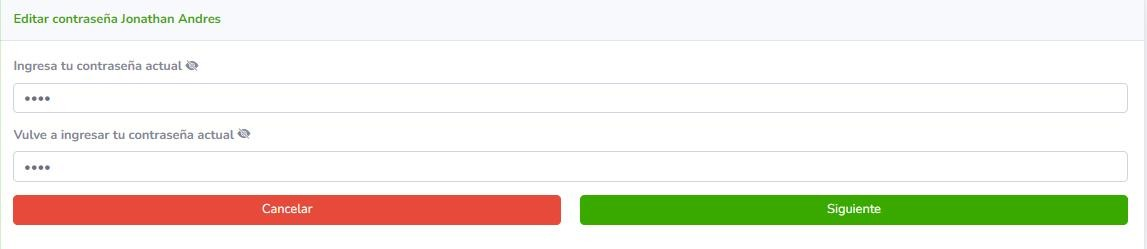 Editar contraseña Jonathan Andres
Ingresa tu contraseña actual
••••
Vulve a ingresar tu contraseña actual
••••
Cancelar
Siguiente